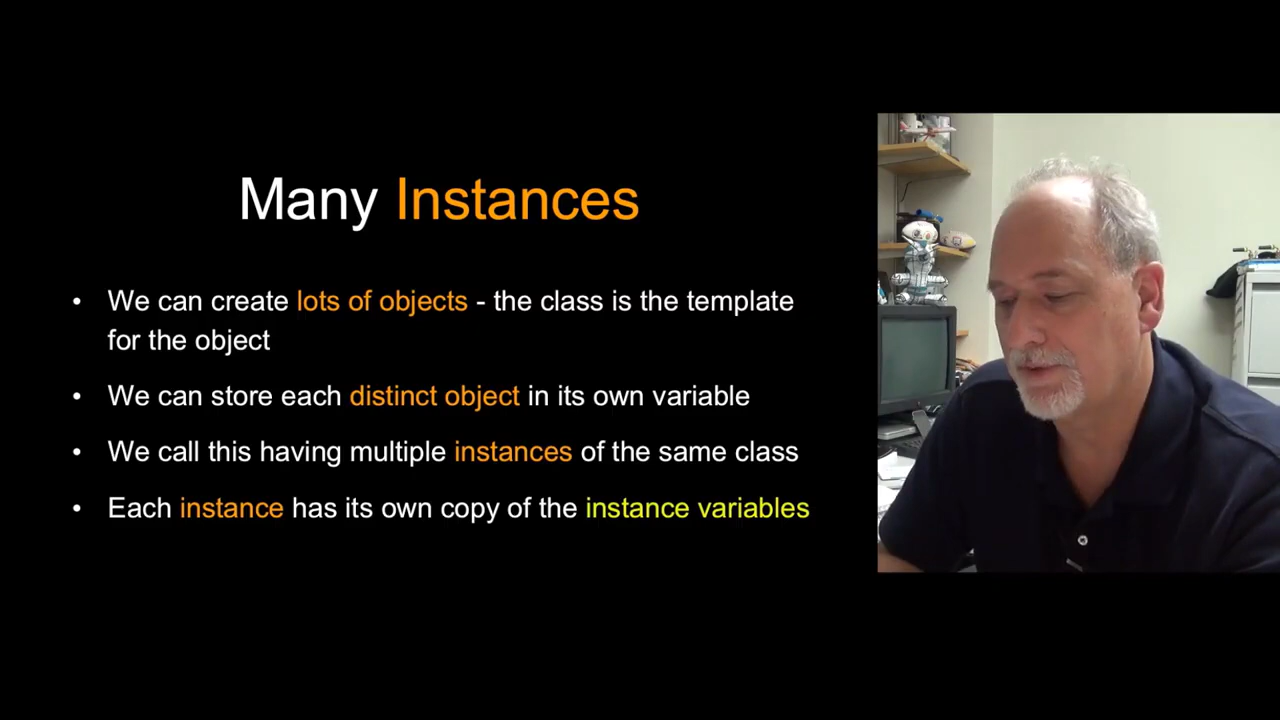 Many Instances
• We can create lots of objects - the class is the template
for the object
• We can store each distinct object in its own variable
• We call this having multiple instances of the same class
• Each instance has its own copy of the instance variables